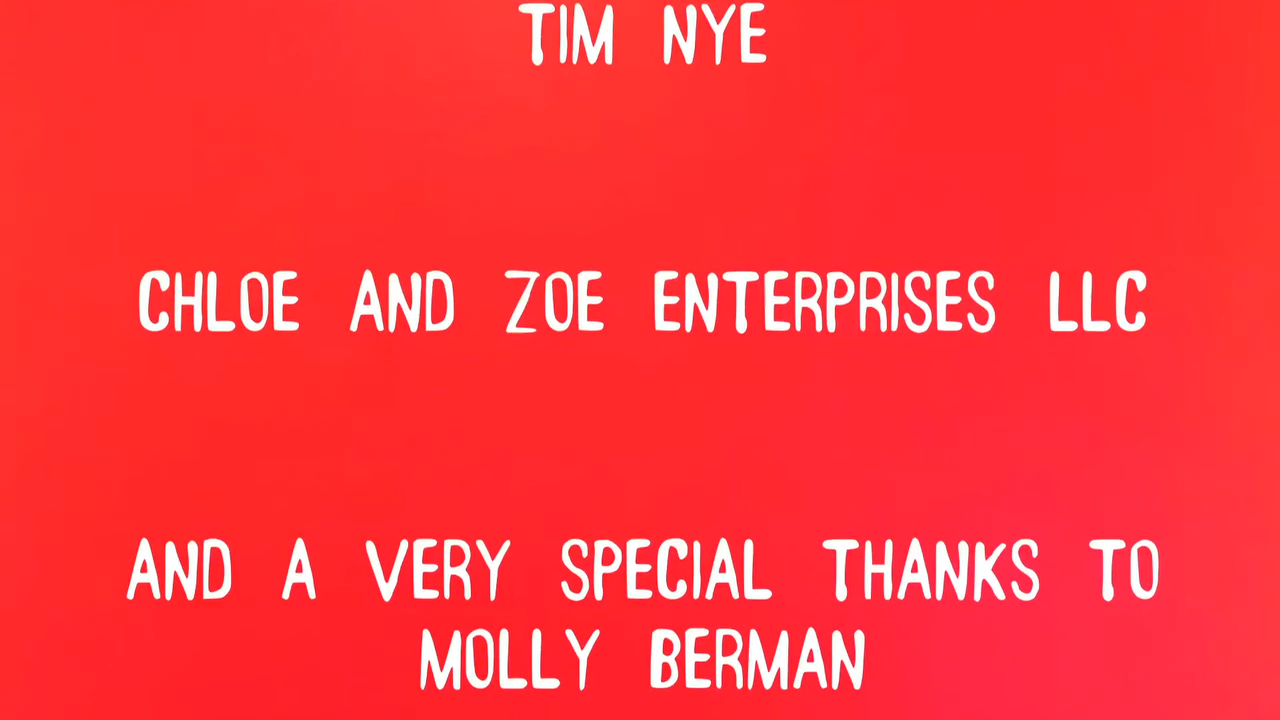 TIM NYE
CHLOE AND ZOE ENTERPRISES LLC
AND A VERY SPECIAL THANKS TO
MOLLY BERMAN